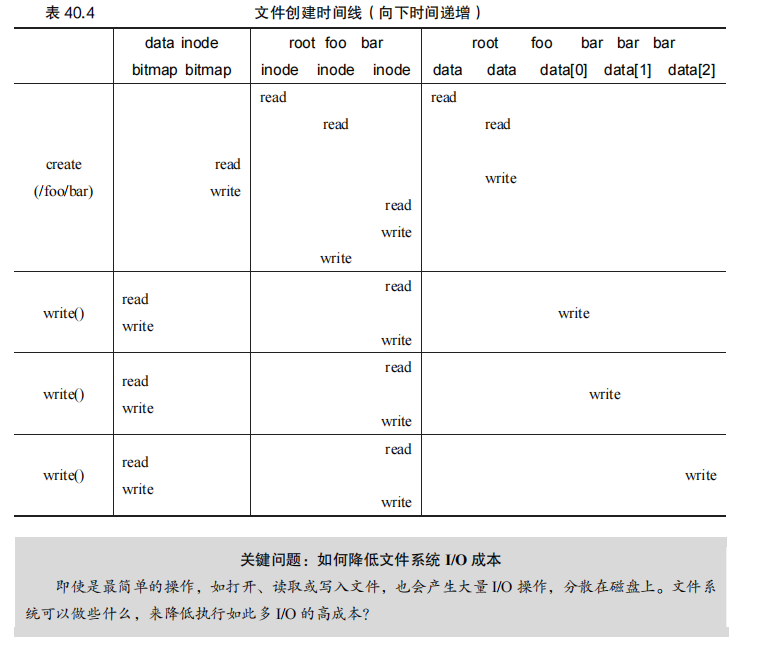 表 40.4 文件创建时间线（向下时间递增）
data inode root foo bar root foo bar bar bar
bitmap bitmap inode inode inode data data data[0] data[1] data[2]
read read
read read
create read
write
(/foo/bar) write
read
write
write
read
read
write() write
write
write
read
read
write() write
write
write
read
read
write() write
write
write
关键问题：如何降低文件系统 I/O 成本
即使是最简单的操作，如打开、读取或写入文件，也会产生大量 I/O 操作，分散在磁盘上。文件系
统可以做些什么，来降低执行如此多 I/O 的高成本？